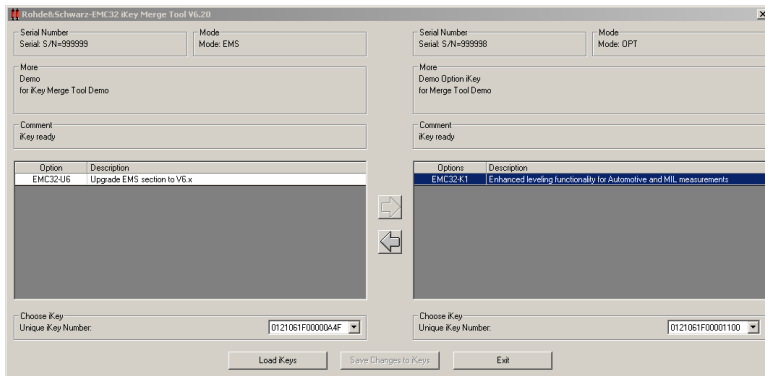 Rohde&Schwarz-EMC32 iKey Merge Tool V6.20
Serial Number
Serial: S/N=999999
Mode
Mode: EMS
Serial Number
Serial: S/N=999998
Mode
Mode: OPT
More
Demo
for iKey Merge Tool Demo
More
Demo Option iKey
for Merge Tool Demo
Comment
iKey ready
Comment
iKey ready
Option Description
EMC32-U6 Upgrade EMS section to V6.x
Options Description
EMC32-K1 Enhanced leveling functionality for Automotive and MIL measurements
Choose iKey
Unique iKey Number: 0121061F00000A4F
Choose iKey
Unique iKey Number: 0121061F00001100
Load iKeys Save Changes to iKeys Exit